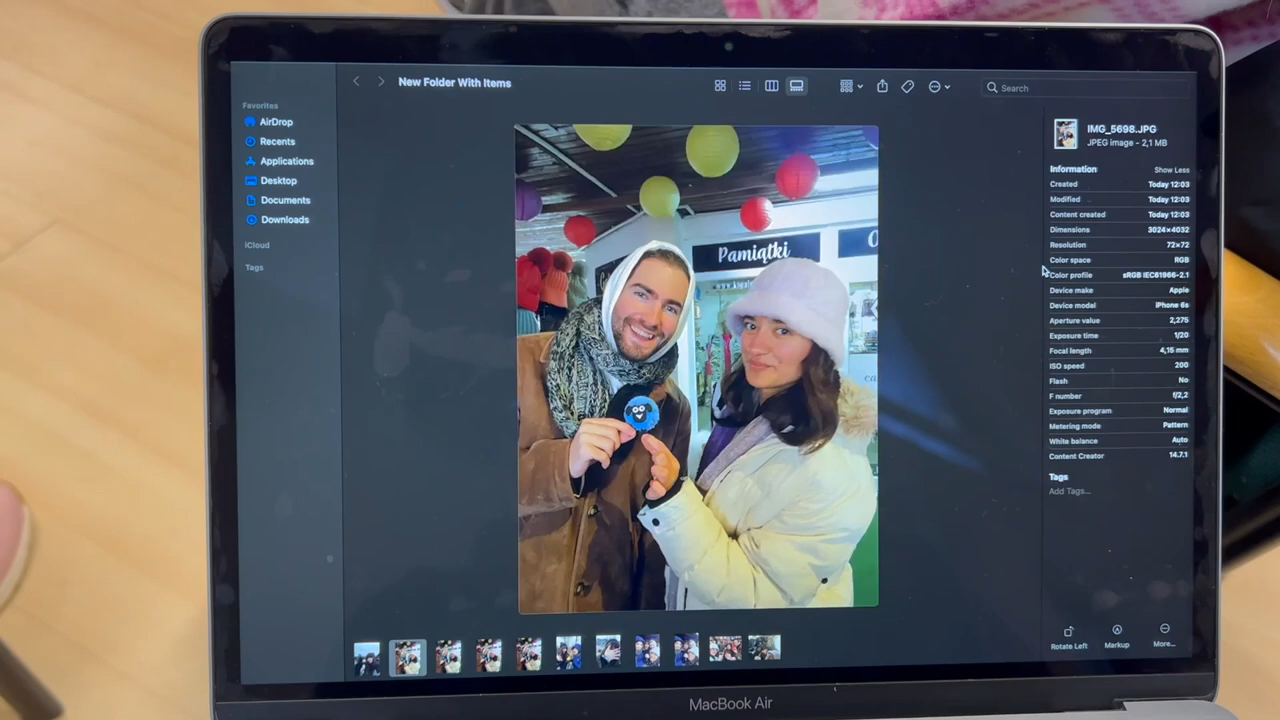 New Folder With Items
Search
Favorites
AirDrop
Recents
Applications
Desktop
Documents
Downloads
iCloud
Tags
Pamiątki
IMG_5698.JPG
JPEG image - 2,1 MB
Information Show Less
Created Today 12:03
Modified Today 12:03
Content created Today 12:03
Dimensions 3024×4032
Resolution 72×72
Color space RGB
Color profile sRGB IEC61966-2.1
Device make Apple
Device model iPhone 6s
Aperture value 2,275
Exposure time 1/20
Focal length 4,15 mm
ISO speed 200
Flash No
F number f/2,2
Exposure program Normal
Metering mode Pattern
White balance Auto
Content Creator 14.7.1
Tags
Add Tags...
Rotate Left
Markup
More...
MacBook Air